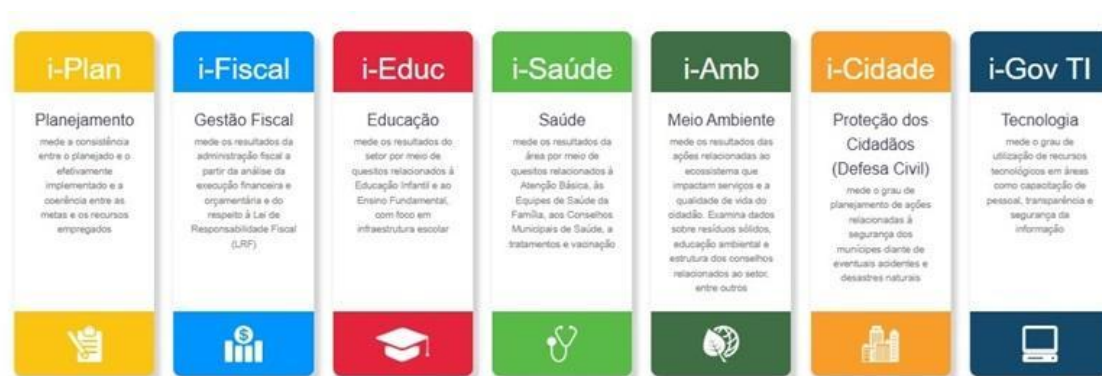 i-Plan
Planejamento
mede a consistência
entre o planejado e o
efetivamente
implementado e a
coerência entre as
metas e os recursos
empregados
i-Fiscal
Gestão Fiscal
mede os resultados da
administração fiscal a
partir da análise da
execução financeira e
orçamentária e do
respeito à Lei de
Responsabilidade Fiscal
(LRF)
i-Educ
Educação
mede os resultados do
setor por meio de
quesitos relacionados à
Educação Infantil e ao
Ensino Fundamental,
com foco em
infraestrutura escolar
i-Saúde
Saúde
mede os resultados da
área por meio de
quesitos relacionados à
Atenção Básica, às
Equipes de Saúde da
Família, aos Conselhos
Municipais de Saúde, a
tratamentos e vacinação
i-Amb
Meio Ambiente
mede os resultados das
ações relacionadas ao
ecossistema que
impactam serviços e a
qualidade de vida do
cidadão. Examina dados
sobre resíduos sólidos,
educação ambiental e
estrutura dos conselhos
relacionados ao setor,
entre outros
i-Cidade
Proteção dos
Cidadãos
(Defesa Civil)
mede o grau de
planejamento de ações
relacionadas à
segurança dos
munícipes diante de
eventuais acidentes e
desastres naturais
i-Gov TI
Tecnologia
mede o grau de
utilização de recursos
tecnológicos em áreas
como capacitação de
pessoal, transparência e
segurança da
informação